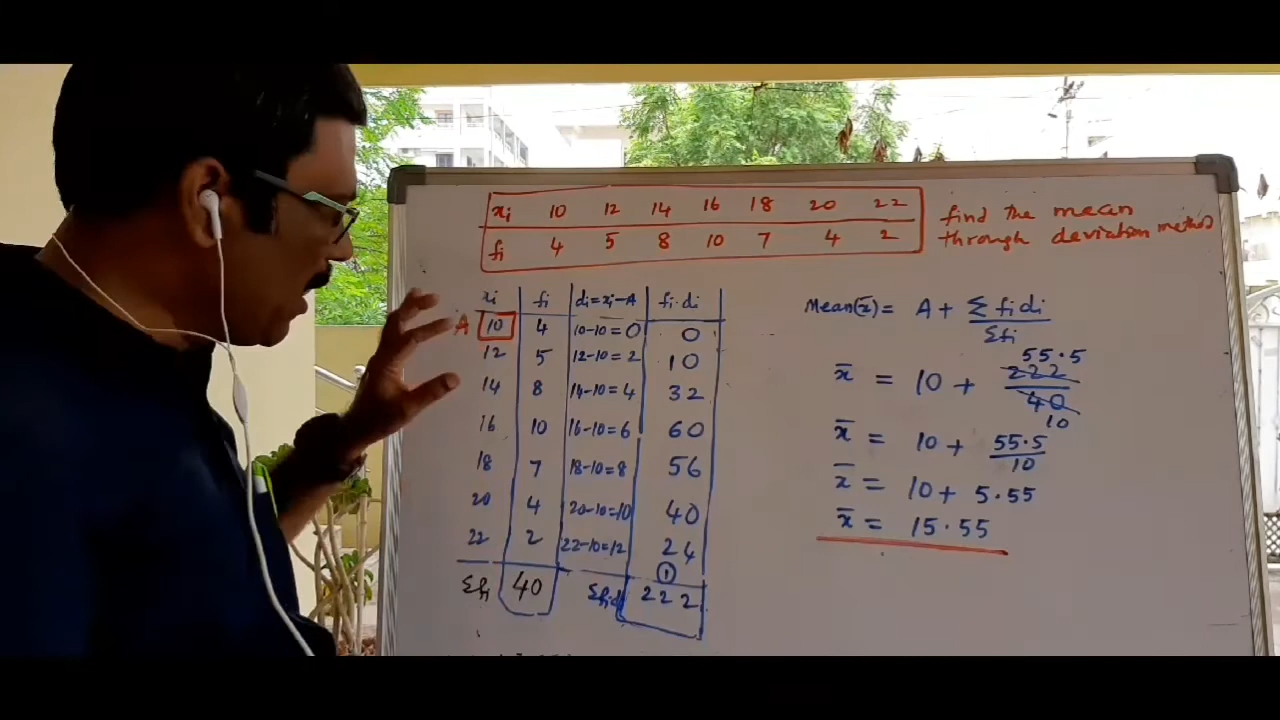 xi 10 12 14 16 18 20 22
fi 4 5 8 10 7 4 2
find the mean
through deviation method
xi fi di=xi-A fi.di
A 10 4 10-10=0 0
12 5 12-10=2 10
14 8 14-10=4 32
16 10 16-10=6 60
18 7 18-10=8 56
20 4 20-10=10 40
22 2 22-10=12 24
①
Σfi 40 Σfidi 222
Mean(x̄)= A + Σfidi/Σfi
55.5
x̄ = 10 + 222/40
10
x̄ = 10 + 55.5/10
x̄ = 10 + 5.55
x̄ = 15.55